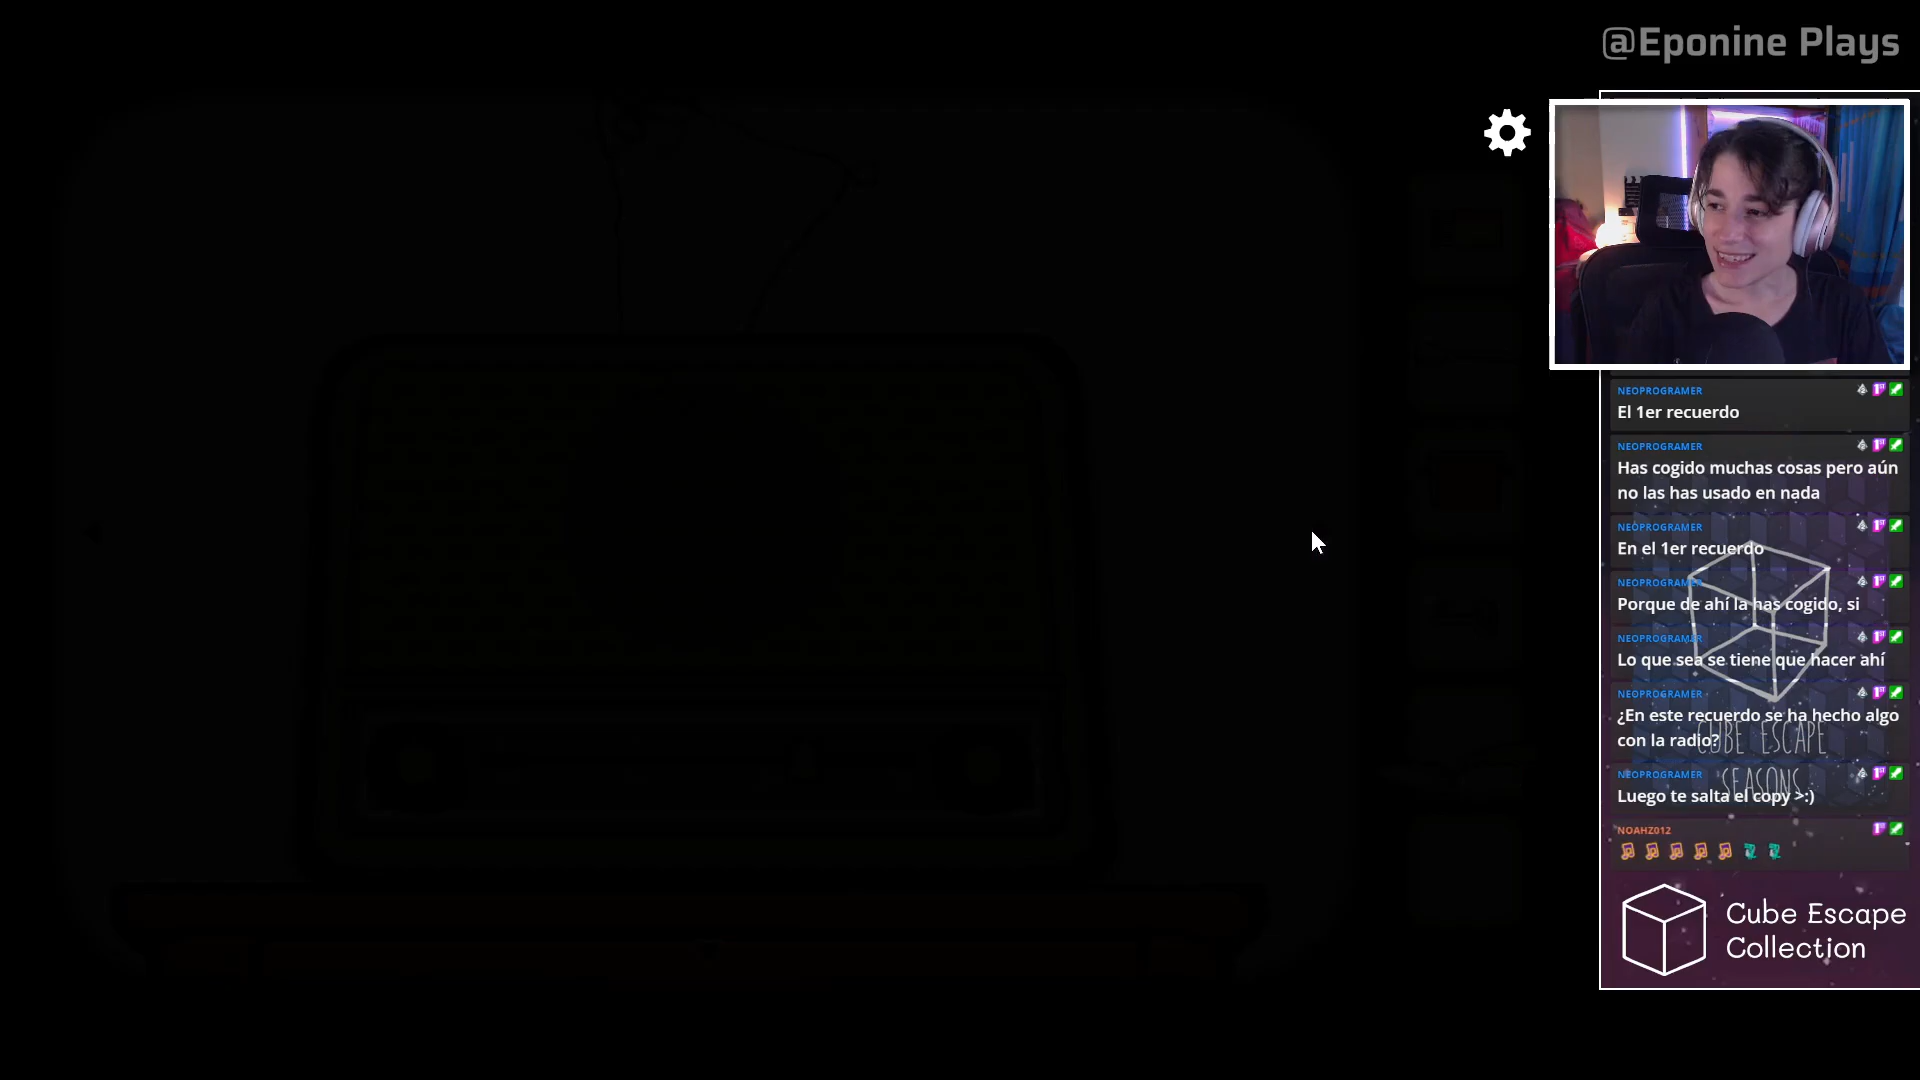 @Eponine Plays
NEOPROGRAMER
El 1er recuerdo
NEOPROGRAMER
Has cogido muchas cosas pero aún
no las has usado en nada
NEOPROGRAMER
En el 1er recuerdo
NEOPROGRAMER
Porque de ahí la has cogido, si
NEOPROGRAMER
Lo que sea se tiene que hacer ahí
NEOPROGRAMER
¿En este recuerdo se ha hecho algo
con la radio?
CUBE ESCAPE
SEASONS
NEOPROGRAMER
Luego te salta el copy >:)
NOAHZ012
Cube Escape
Collection